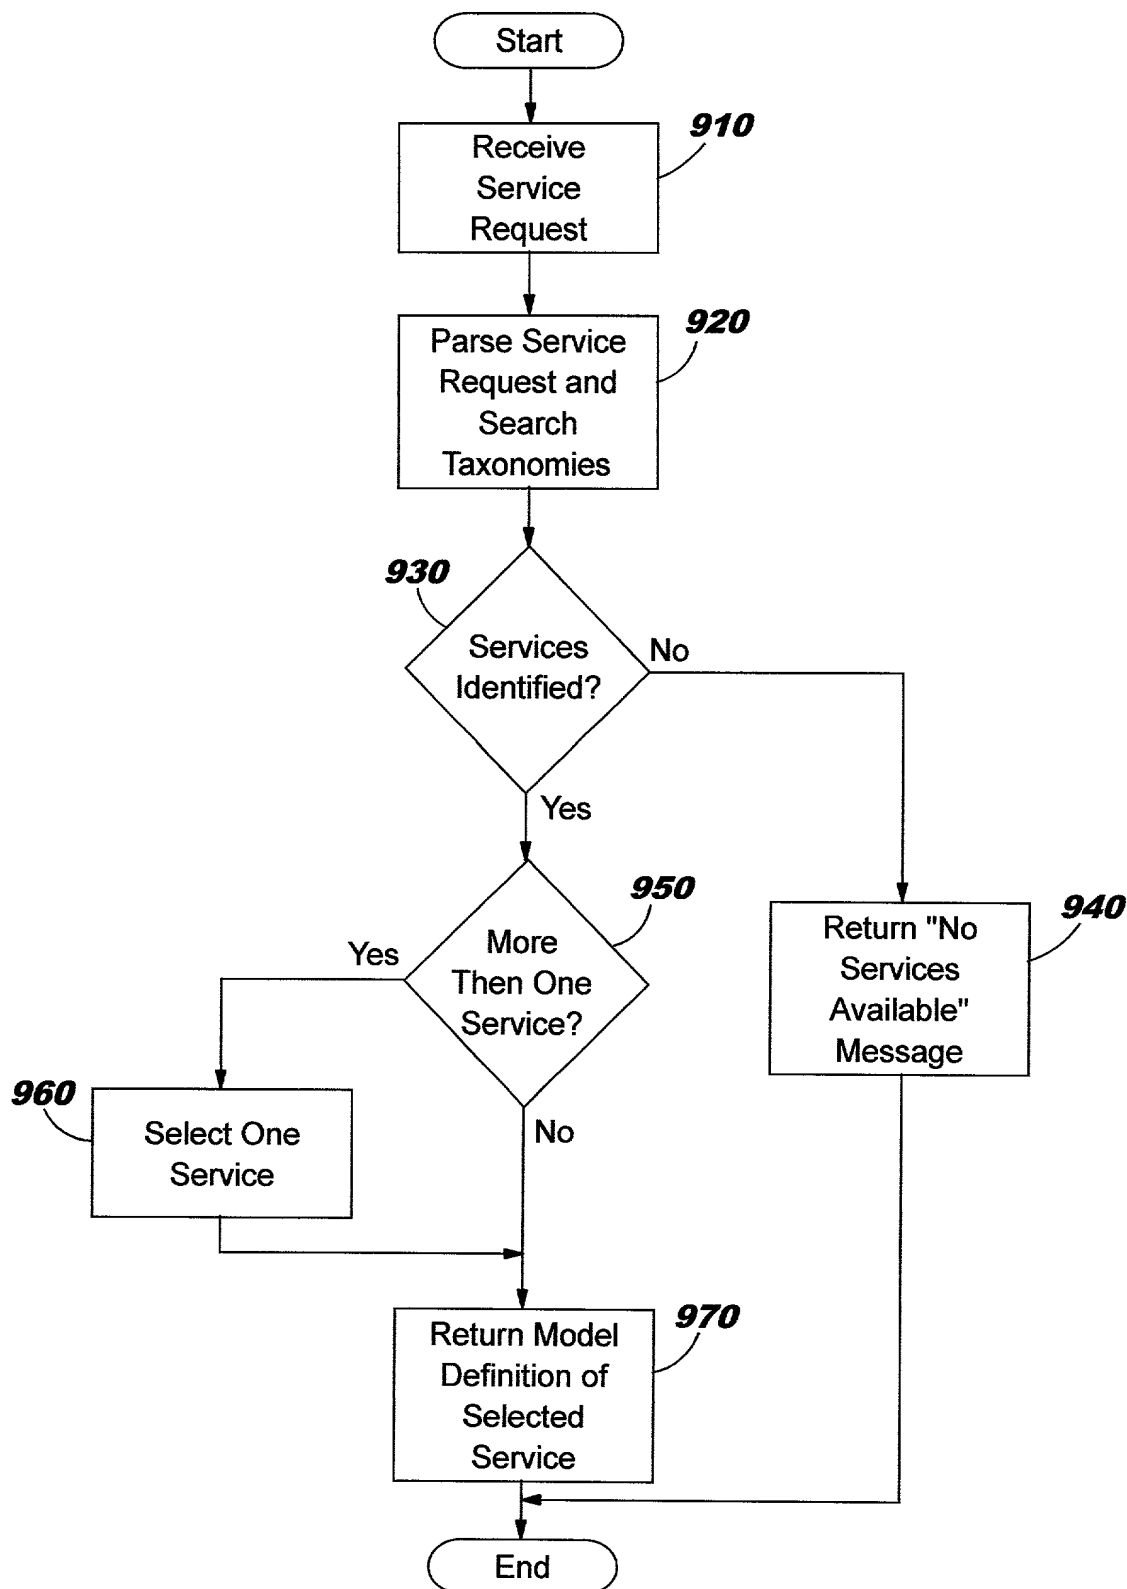 Start
910
Receive
Service
Request
920
Parse Service
Request and
Search
Taxonomies
930
Services
Identified?
No
Yes
950
More
Then One
Service?
Yes
No
940
Return "No
Services
Available"
Message
960
Select One
Service
970
Return Model
Definition of
Selected
Service
End